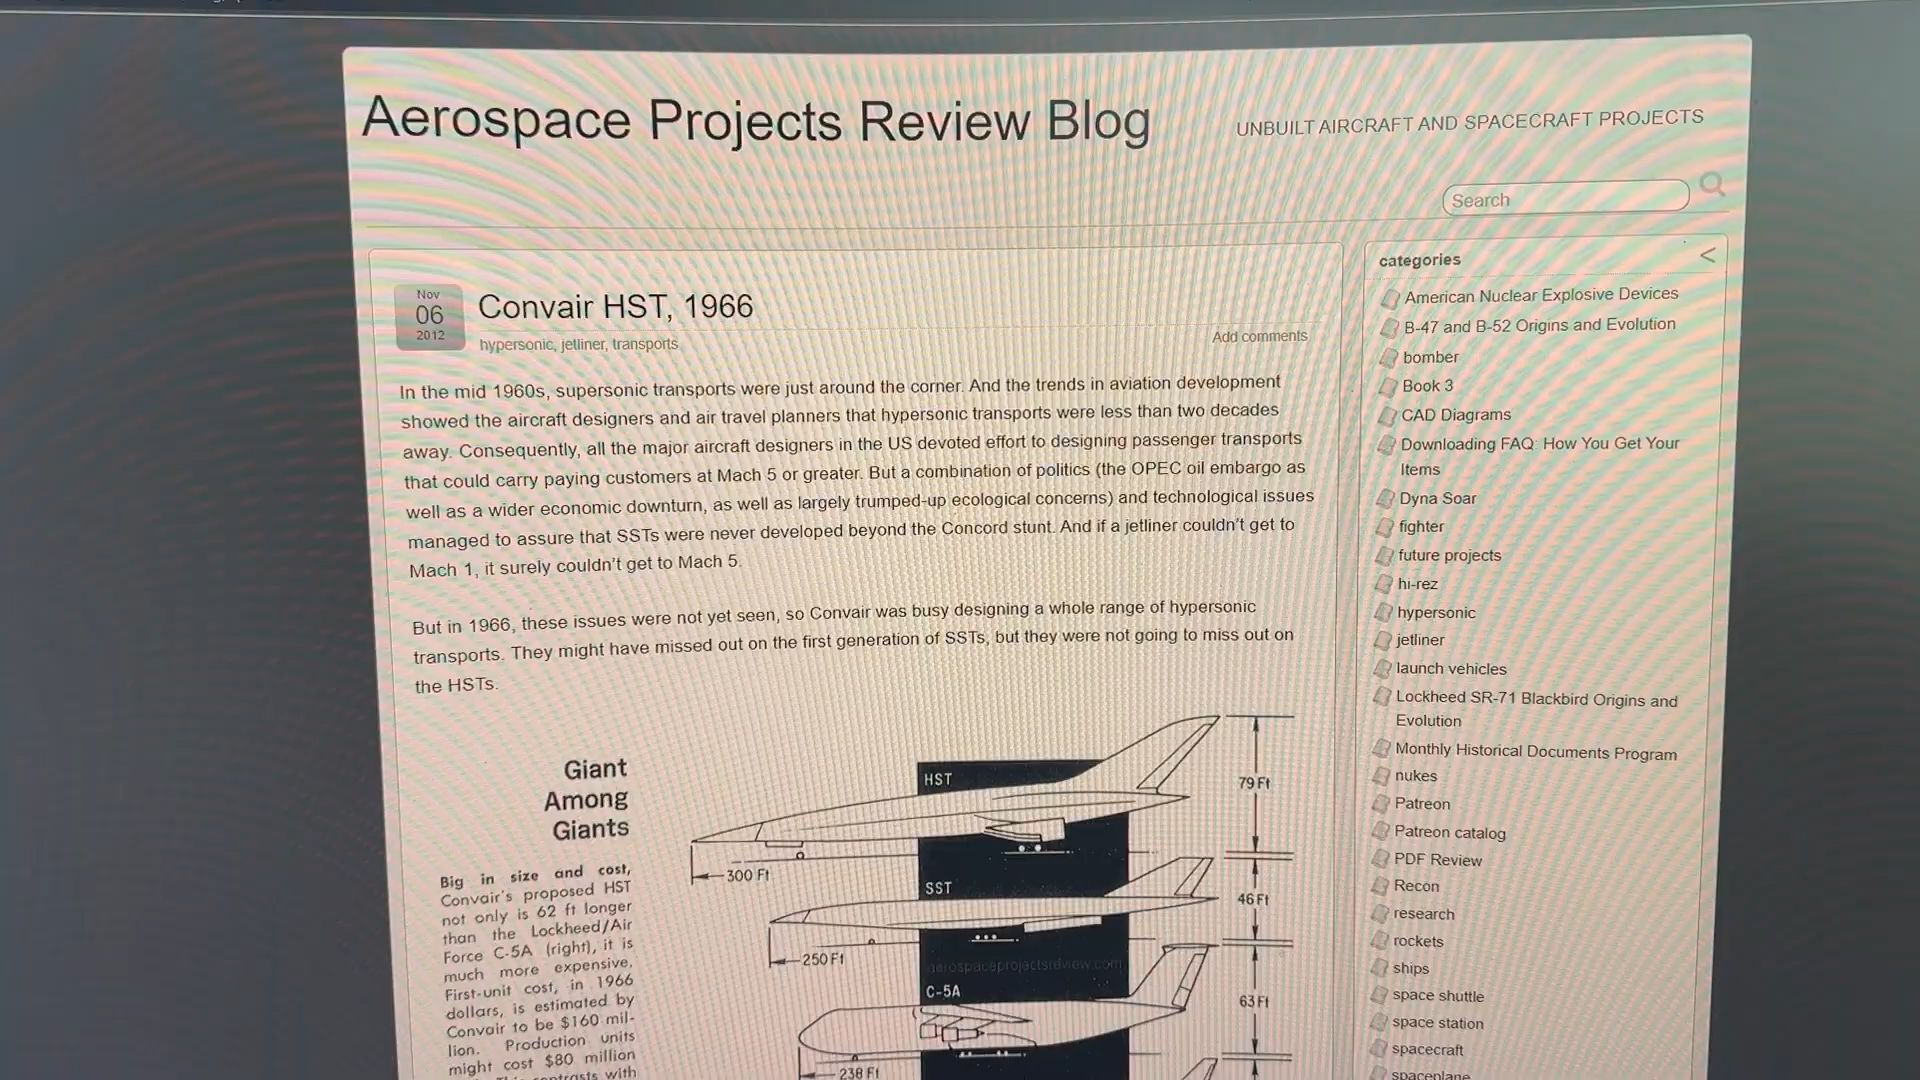 Aerospace Projects Review Blog
UNBUILT AIRCRAFT AND SPACECRAFT PROJECTS
Search
Nov
06
2012
Convair HST, 1966
hypersonic, jetliner, transports
Add comments
In the mid 1960s, supersonic transports were just around the corner. And the trends in aviation development
showed the aircraft designers and air travel planners that hypersonic transports were less than two decades
away. Consequently, all the major aircraft designers in the US devoted effort to designing passenger transports
that could carry paying customers at Mach 5 or greater. But a combination of politics (the OPEC oil embargo as
well as a wider economic downturn, as well as largely trumped-up ecological concerns) and technological issues
managed to assure that SSTs were never developed beyond the Concord stunt. And if a jetliner couldn't get to
Mach 1, it surely couldn't get to Mach 5.
But in 1966, these issues were not yet seen, so Convair was busy designing a whole range of hypersonic
transports. They might have missed out on the first generation of SSTs, but they were not going to miss out on
the HSTs.
Giant
Among
Giants
Big in size and cost,
Convair's proposed HST
not only is 62 ft longer
than the Lockheed/Air
Force C-5A (right), it is
much more expensive.
First-unit cost, in 1966
dollars, is estimated by
Convair to be $160 mil-
lion. Production units
might cost $80 million
with
HST
79 Ft
300 Ft
SST
46 Ft
250 Ft
aerospaceprojectsreview.com
C-5A
63 Ft
238 Ft
categories
<
American Nuclear Explosive Devices
B-47 and B-52 Origins and Evolution
bomber
Book 3
CAD Diagrams
Downloading FAQ: How You Get Your
Items
Dyna Soar
fighter
future projects
hi-rez
hypersonic
jetliner
launch vehicles
Lockheed SR-71 Blackbird Origins and
Evolution
Monthly Historical Documents Program
nukes
Patreon
Patreon catalog
PDF Review
Recon
research
rockets
ships
space shuttle
space station
spacecraft
spaceplane